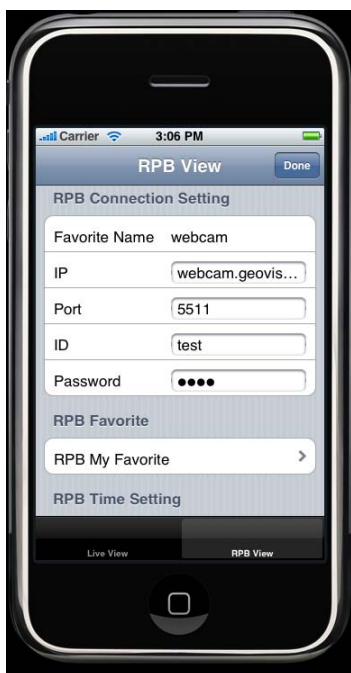 Carrier 3:06 PM
RPB View Done
RPB Connection Setting
Favorite Name webcam
IP webcam.geovis...
Port 5511
ID test
Password ●●●●
RPB Favorite
RPB My Favorite
RPB Time Setting
Live View RPB View